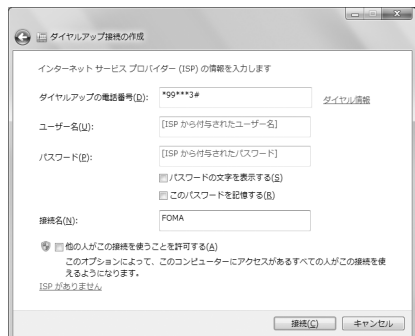 ダイヤルアップ接続の作成
インターネット サービス プロバイダー (ISP) の情報を入力します
ダイヤルアップの電話番号(D): *99***3# ダイヤル情報
ユーザー名(U): [ISP から付与されたユーザー名]
パスワード(P): [ISP から付与されたパスワード]
パスワードの文字を表示する(S)
このパスワードを記憶する(R)
接続名(N): FOMA
他の人がこの接続を使うことを許可する(A)
このオプションによって、このコンピューターにアクセスがあるすべての人がこの接続を使
えるようになります。
ISP がありません
接続(C) キャンセル